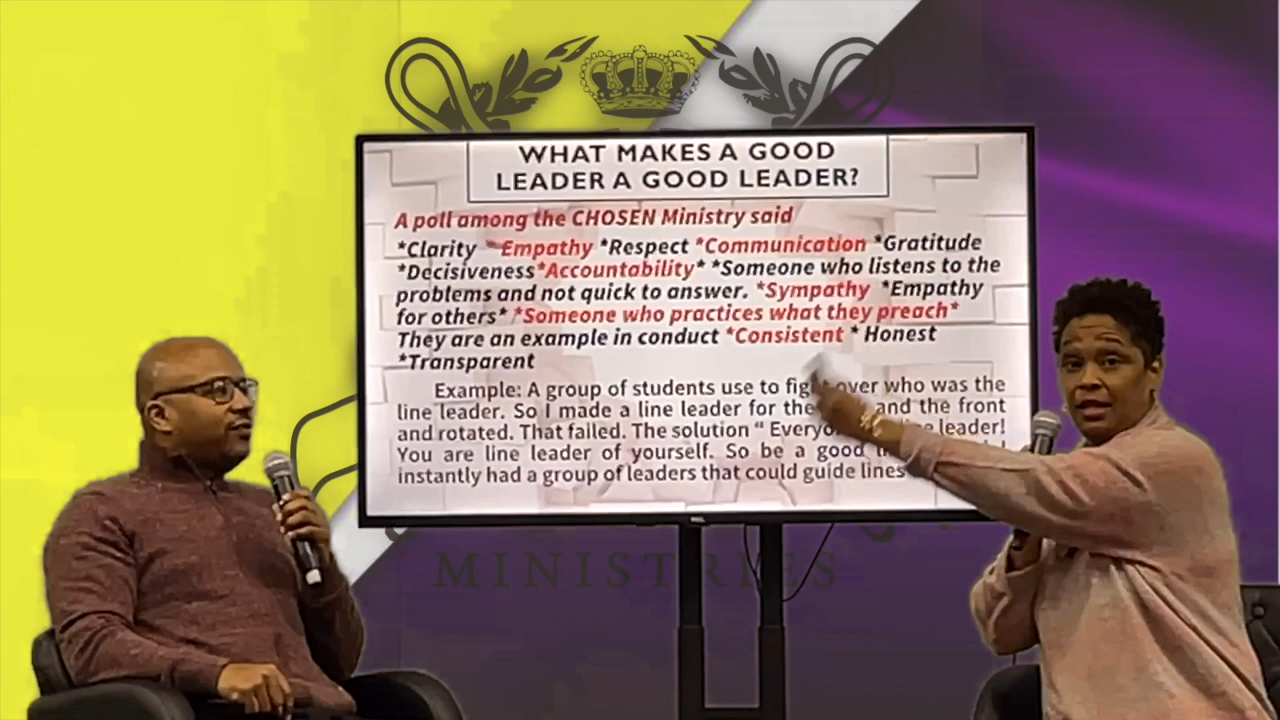 WHAT MAKES A GOOD
LEADER A GOOD LEADER?
A poll among the CHOSEN Ministry said
*Clarity *Empathy *Respect *Communication *Gratitude
*Decisiveness*Accountability* *Someone who listens to the
problems and not quick to answer. *Sympathy *Empathy
for others* *Someone who practices what they preach*
They are an example in conduct *Consistent * Honest
*Transparent
Example: A group of students use to fight over who was the
line leader. So I made a line leader for the and the front
and rotated. That failed. The solution “ Everyo line leader!
You are line leader of yourself. So be a good
instantly had a group of leaders that could guide lines
MINISTRIES